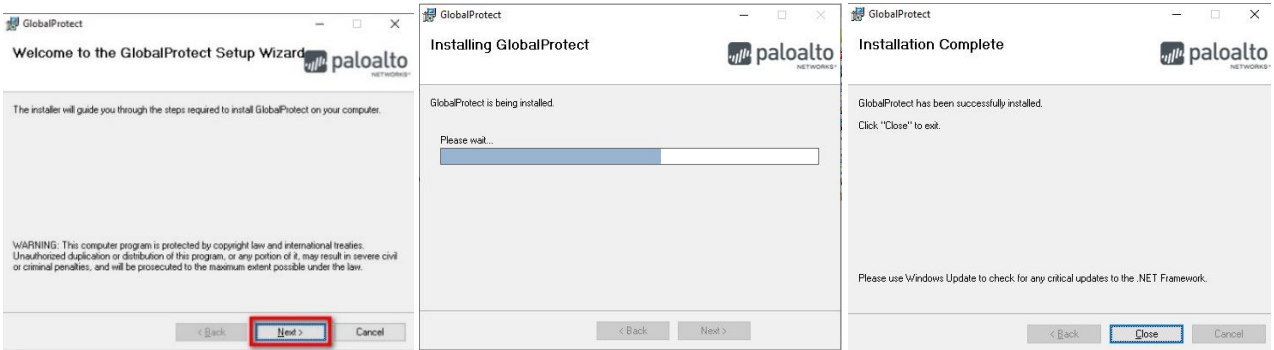 GlobalProtect
Welcome to the GlobalProtect Setup Wizard
paloalto
NETWORKS
The installer will guide you through the steps required to install GlobalProtect on your computer.
WARNING: This computer program is protected by copyright law and international treaties.
Unauthorized duplication or distribution of this program, or any portion of it, may result in severe civil
or criminal penalties, and will be prosecuted to the maximum extent possible under the law.
< Back Next > Cancel
GlobalProtect
Installing GlobalProtect
paloalto
NETWORKS
GlobalProtect is being installed.
Please wait...
< Back Next >
GlobalProtect
Installation Complete
paloalto
NETWORKS
GlobalProtect has been successfully installed.
Click "Close" to exit.
Please use Windows Update to check for any critical updates to the .NET Framework.
< Back Close Cancel